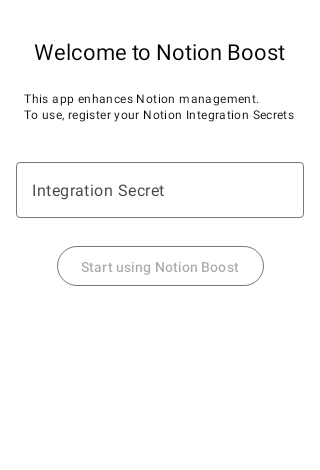 Welcome to Notion Boost
This app enhances Notion management.
To use, register your Notion Integration Secrets
Integration Secret
Start using Notion Boost